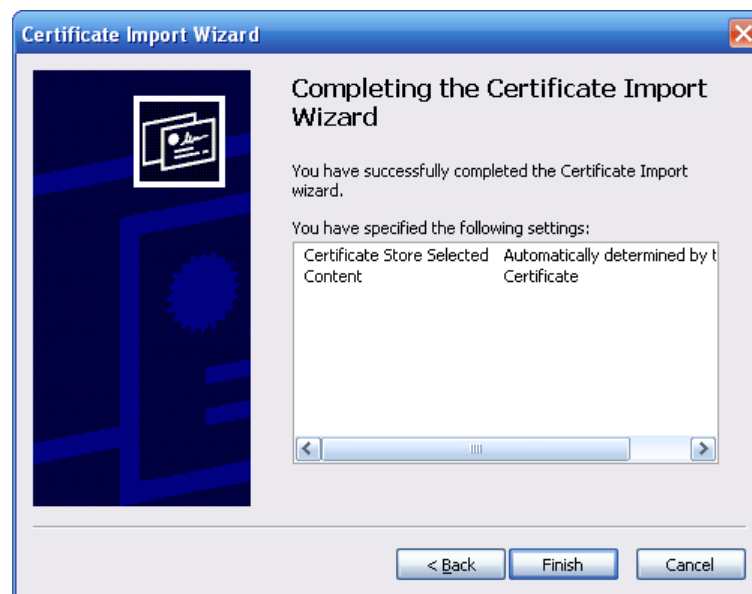 Certificate Import Wizard
Completing the Certificate Import
Wizard
You have successfully completed the Certificate Import
wizard.
You have specified the following settings:
Certificate Store Selected Automatically determined by t
Content Certificate
< Back Finish Cancel